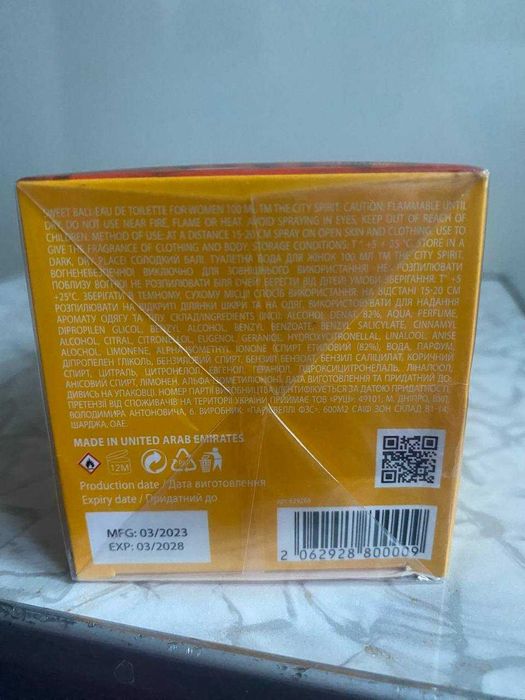 SWEET BALI-EAU DE TOILETTE FOR WOMEN 100 ML TM THE CITY SPIRIT. CAUTION: FLAMMABLE UNTIL
DRY. DO NOT USE NEAR FIRE, FLAME OR HEAT. AVOID SPRAYING IN EYES, KEEP OUT OF REACH OF
CHILDREN. METHOD OF USE: AT A DISTANCE 15-20 CM SPRAY ON OPEN SKIN AND CLOTHING. USE TO
GIVE THE FRAGRANCE OF CLOTHING AND BODY. STORAGE CONDITIONS: T° +5 + 25°C. STORE IN A
DARK, DRY PLACE! СОЛОДКИЙ БАЛІ. ТУАЛЕТНА ВОДА ДЛЯ ЖІНОК 100 МЛ ТМ THE CITY SPIRIT.
ВОГНЕНЕБЕЗПЕЧНО! ВИКЛЮЧНО ДЛЯ ЗОВНІШНЬОГО ВИКОРИСТАННЯ! НЕ РОЗПИЛЮВАТИ
ПОБЛИЗУ ВОГНЮ! НЕ РОЗПИЛЮВАТИ БІЛЯ ОЧЕЙ! БЕРЕГТИ ВІД ДІТЕЙ! УМОВИ ЗБЕРІГАННЯ: T° +5
+25°C. ЗБЕРІГАТИ В ТЕМНОМУ, СУХОМУ МІСЦІ! СПОСІБ ВИКОРИСТАННЯ: НА ВІДСТАНІ 15-20 СМ
РОЗПИЛЮВАТИ НА ВІДКРИТІ ДІЛЯНКИ ШКІРИ ТА НА ОДЯГ. ВИКОРИСТОВУВАТИ ДЛЯ НАДАННЯ
АРОМАТУ ОДЯГУ ТА ТІЛУ. СКЛАД/INGREDIENTS (INCI): ALCOHOL DENAT. 82%, AQUA, PERFUME,
DIPROPILEN GLICOL, BENZYL ALCOHOL, BENZYL BENZOATE, BENZYL SALICYLATE, CINNAMYL
ALCOHOL, CITRAL, CITRONELLOL, EUGENOL, GERANIOL, HYDROXYCITRONELLAL, LINALOOL, ANISE
ALOCHOL, LIMONENE, ALPHA-ISOMETHYL IONONE (СПИРТ ЕТИЛОВИЙ (82%), ВОДА, ПАРФУМ,
ДІПРОПІЛЕН ГЛІКОЛЬ, БЕНЗИЛОВИЙ СПИРТ, БЕНЗИЛ БЕНЗОАТ, БЕНЗИЛ САЛІЦИЛАТ, КОРИЧНИЙ
СПИРТ, ЦИТРАЛЬ, ЦИТРОНЕЛОЛ, ЕВГЕНОЛ, ГЕРАНІОЛ, ГІДРОКСИЦИТРОНЕЛАЛЬ, ЛІНАЛООЛ,
АНІСОВИЙ СПИРТ, ЛІМОНЕН, АЛЬФА-ІЗОМЕТИЛІОНОН). ДАТА ВИГОТОВЛЕННЯ ТА ПРИДАТНИЙ ДО:
ДИВИСЬ НА УПАКОВЦІ. НОМЕР ПАРТІЇ ВИРОБНИЦТВА ІДЕНТИФІКУЄТЬСЯ ЗА ДАТОЮ ПРИДАТНОСТІ.
ПРЕТЕНЗІЇ ВІД СПОЖИВАЧІВ НА ТЕРИТОРІЇ УКРАЇНИ ПРИЙМАЄ ТОВ "РУШ", 49101, М. ДНІПРО, ВУЛ.
ВОЛОДИМИРА АНТОНОВИЧА, 6. ВИРОБНИК: "ПАРКВЕЛЛІ ФЗС", 600M2 САІФ ЗОН СКЛАД B1-14,
ШАРДЖА, ОАЕ.
MADE IN UNITED ARAB EMIRATES
12M
Production date / Дата виготовлення
Expiry date / Придатний до
MFG: 03/2023
EXP: 03/2028
2 062928 800009